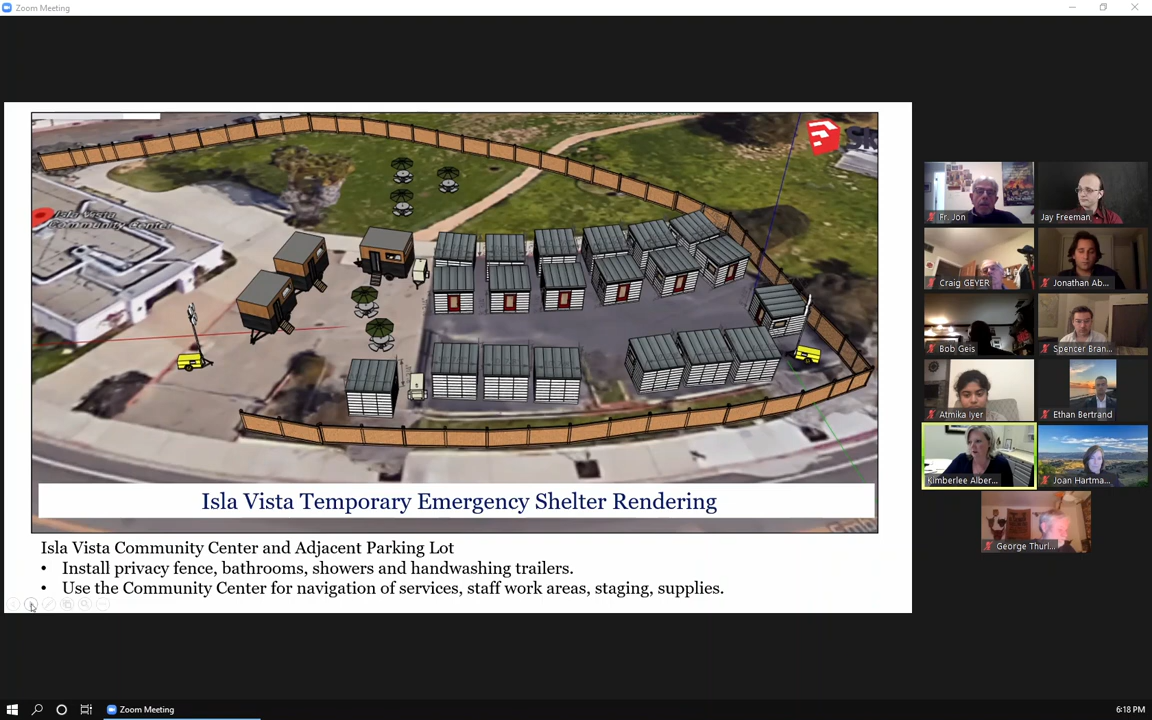 Zoom Meeting
Isla Vista
Community Center
Isla Vista Temporary Emergency Shelter Rendering
Isla Vista Community Center and Adjacent Parking Lot
• Install privacy fence, bathrooms, showers and handwashing trailers.
• Use the Community Center for navigation of services, staff work areas, staging, supplies.
Fr. Jon
Jay Freeman
Craig GEYER
Jonathan Ab...
Bob Geis
Spencer Bran...
Atmika Iyer
Ethan Bertrand
Kimberlee Alber...
Joan Hartma...
George Thurl...
Zoom Meeting
6:18 PM